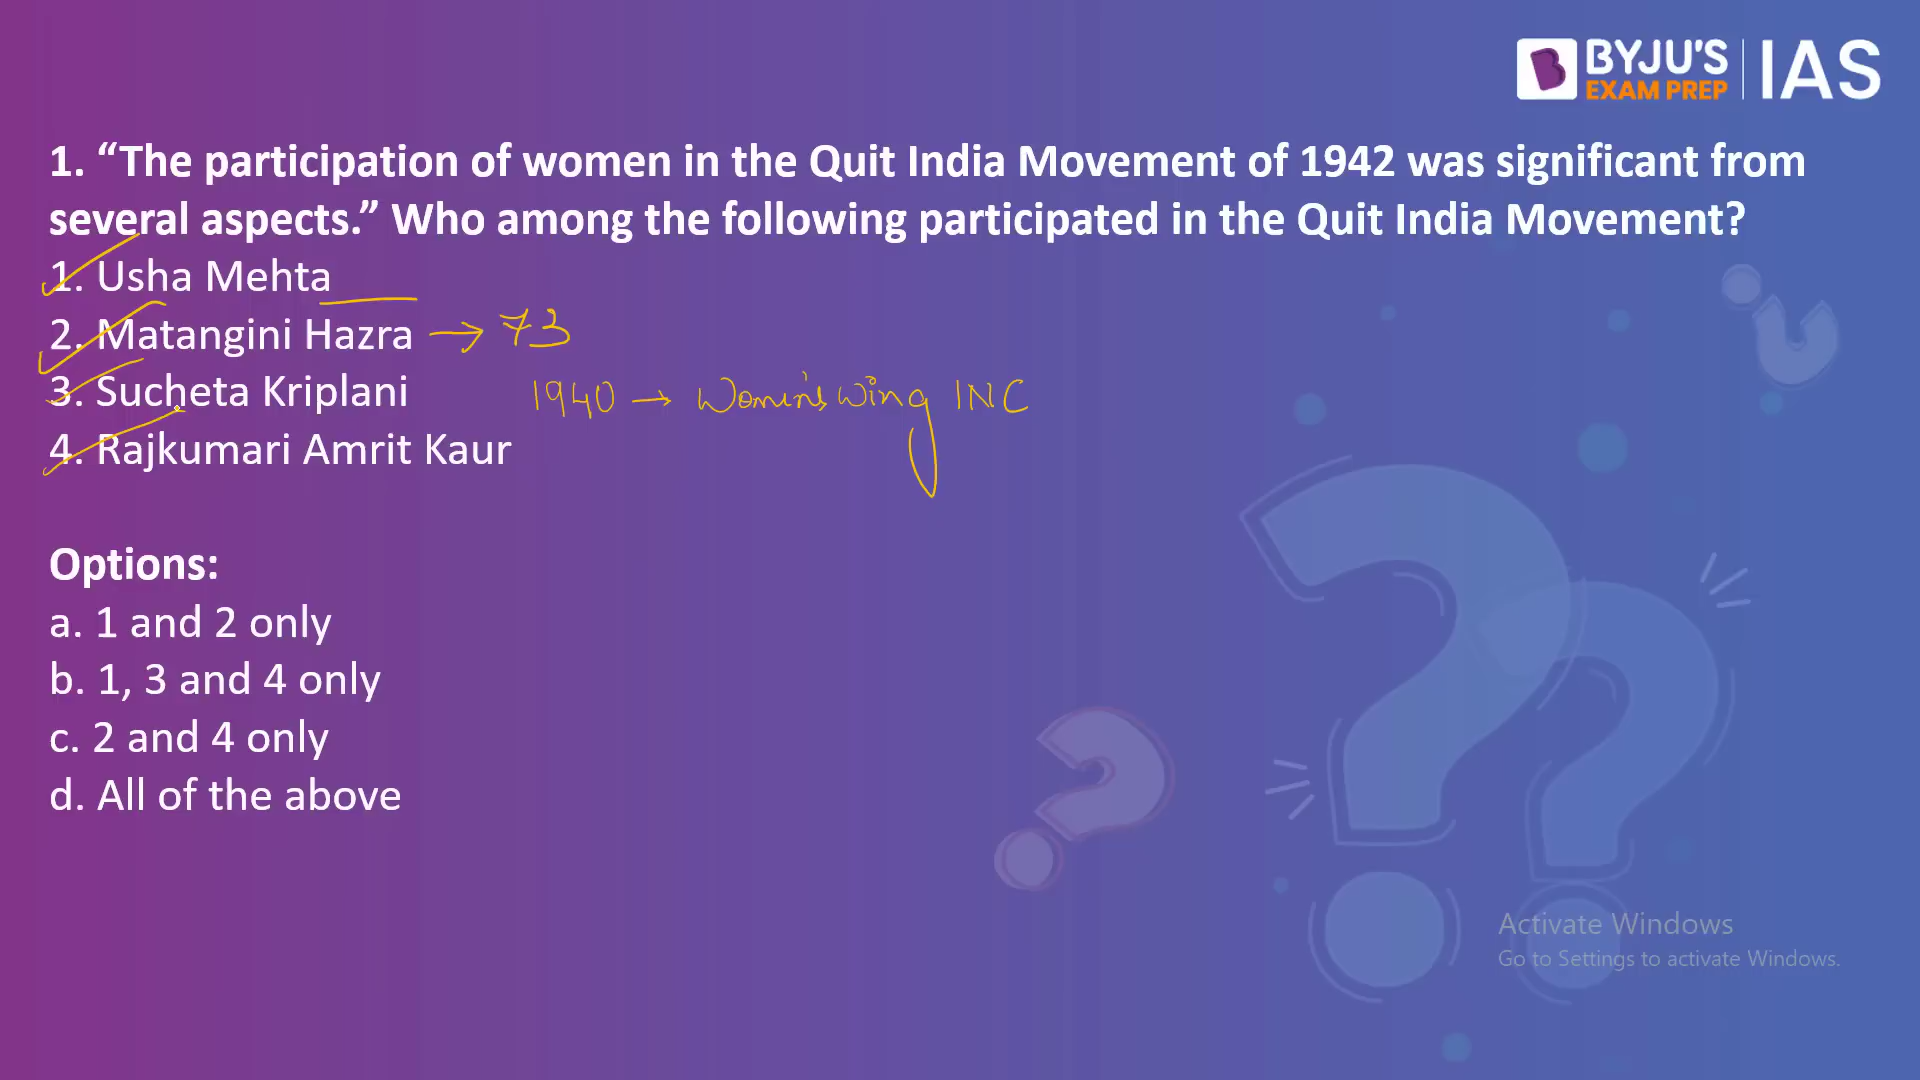 BYJU'S
EXAM PREP
IAS
1. “The participation of women in the Quit India Movement of 1942 was significant from
several aspects.” Who among the following participated in the Quit India Movement?
1. Usha Mehta
2. Matangini Hazra → 73
3. Sucheta Kriplani 1940 → Women's wing INC
4. Rajkumari Amrit Kaur
Options:
a. 1 and 2 only
b. 1, 3 and 4 only
c. 2 and 4 only
d. All of the above
Activate Windows
Go to Settings to activate Windows.